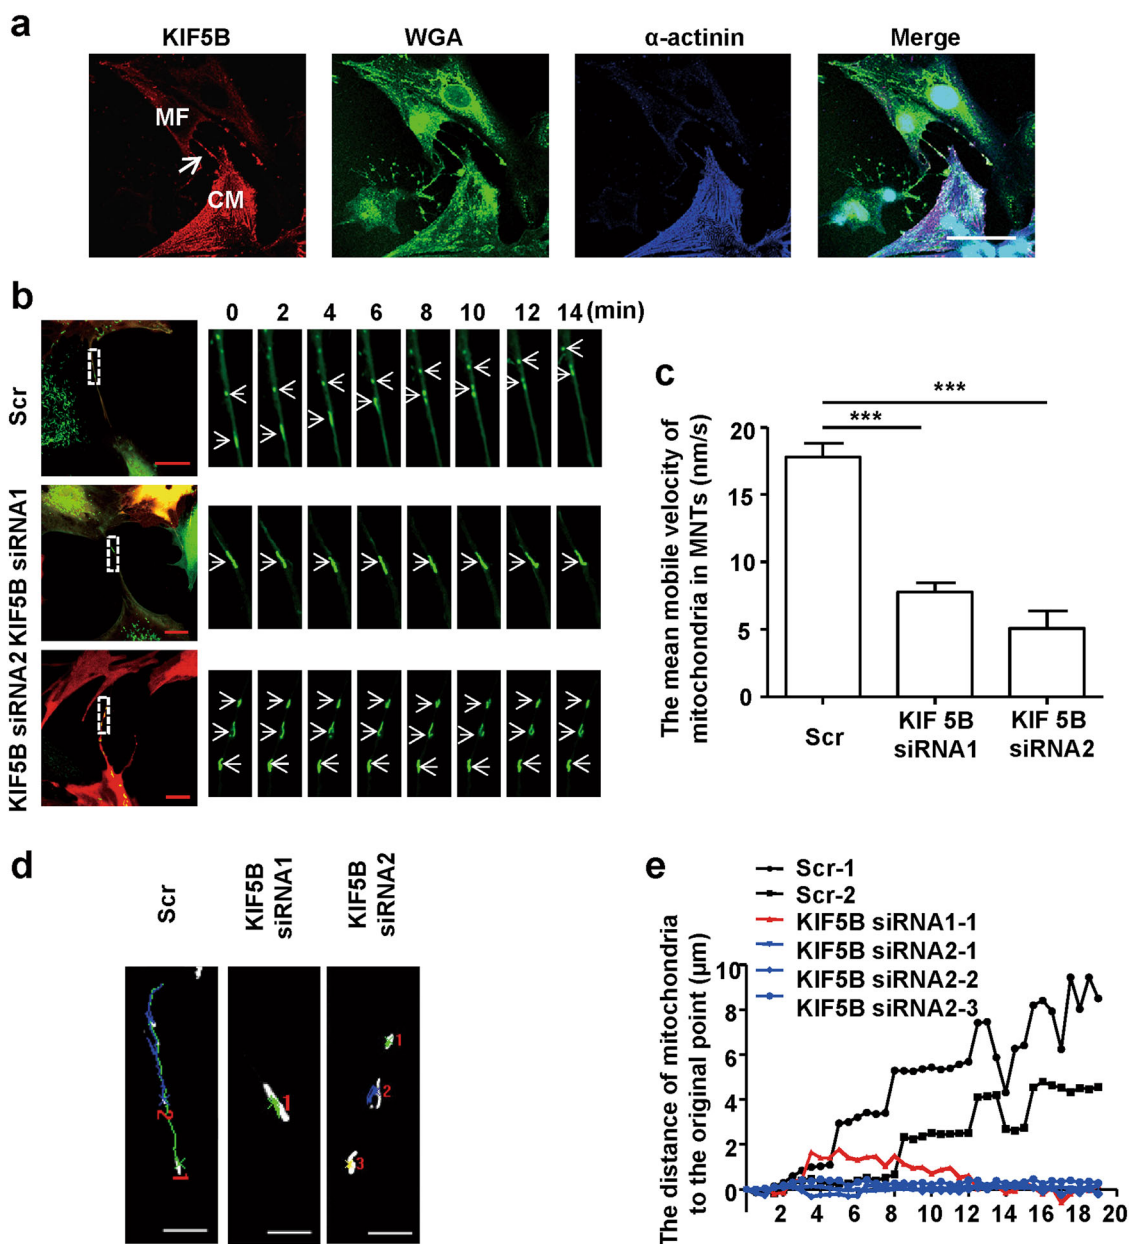 a
KIF5B
WGA
α-actinin
Merge
MF
CM
b
0 2 4 6 8 10 12 14 (min)
Scr
KIF5B siRNA1
KIF5B siRNA2
c
The mean mobile velocity of
mitochondria in MNTs (nm/s)
***
***
20
15
10
5
0
Scr
KIF 5B
siRNA1
KIF 5B
siRNA2
d
Scr
KIF5B
siRNA1
KIF5B
siRNA2
2
1
1
1
2
3
e
Scr-1
Scr-2
KIF5B siRNA1-1
KIF5B siRNA2-1
KIF5B siRNA2-2
KIF5B siRNA2-3
The distance of mitochondria
to the original point (μm)
10
8
6
4
2
0
2 4 6 8 10 12 14 16 18 20